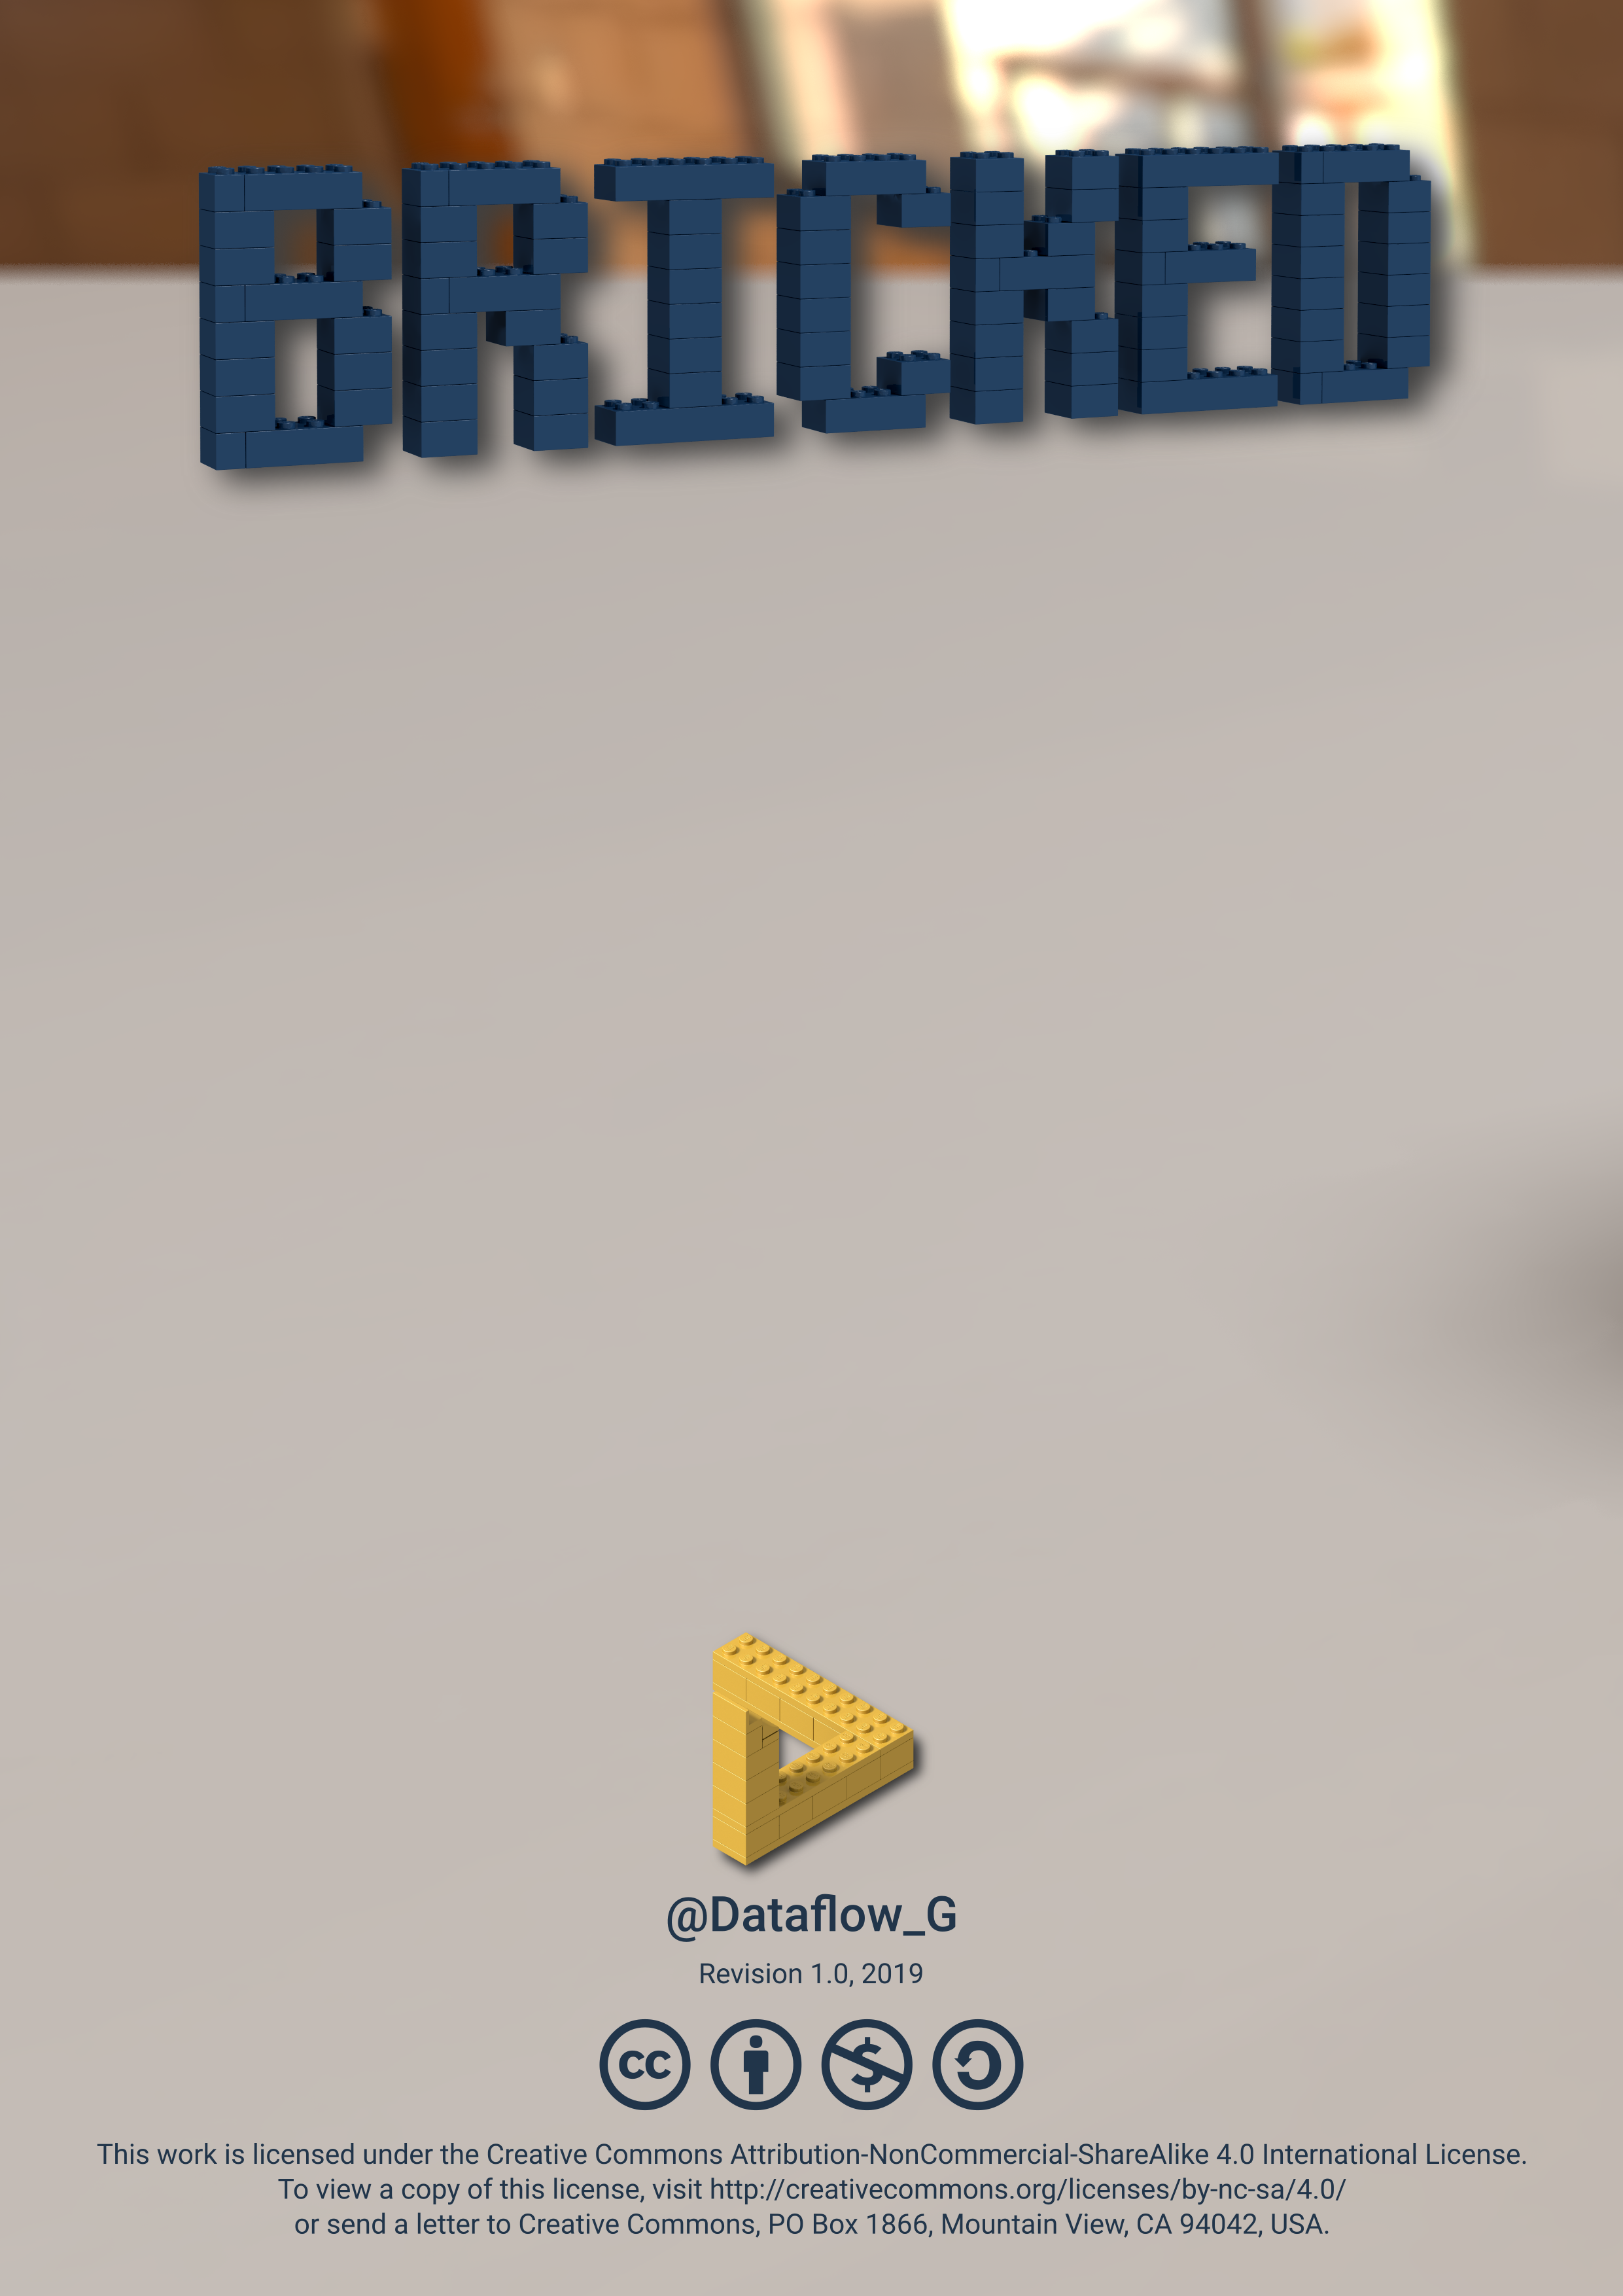 BRICKED
@Dataflow_G
Revision 1.0, 2019
cc
This work is licensed under the Creative Commons Attribution-NonCommercial-ShareAlike 4.0 International License.
To view a copy of this license, visit http://creativecommons.org/licenses/by-nc-sa/4.0/
or send a letter to Creative Commons, PO Box 1866, Mountain View, CA 94042, USA.